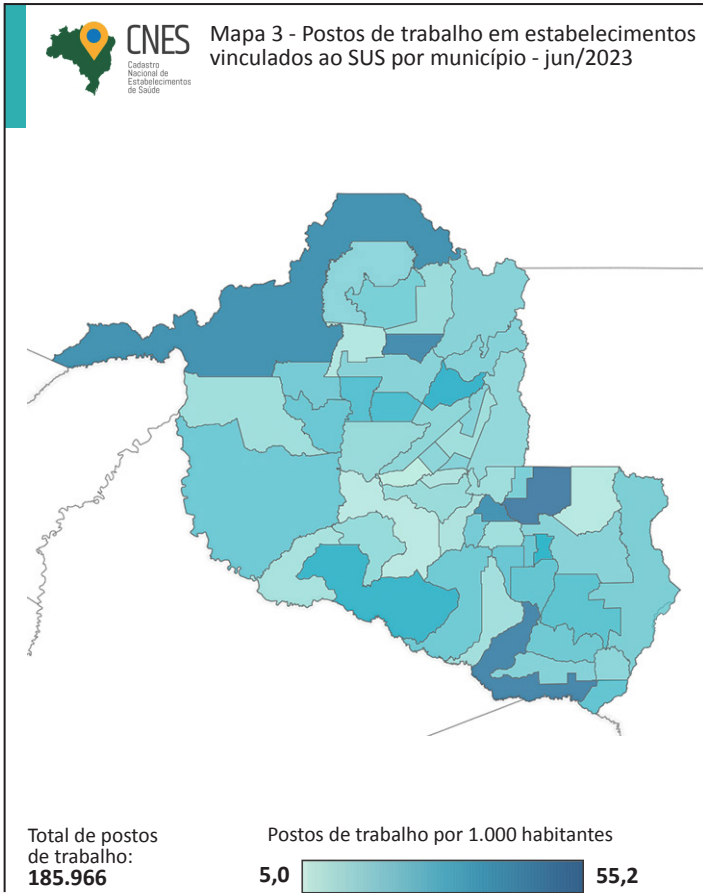 CNES
Cadastro
Nacional de
Estabelecimentos
de Saúde
Mapa 3 - Postos de trabalho em estabelecimentos
vinculados ao SUS por município - jun/2023
Total de postos
de trabalho:
185.966
Postos de trabalho por 1.000 habitantes
5,0 55,2